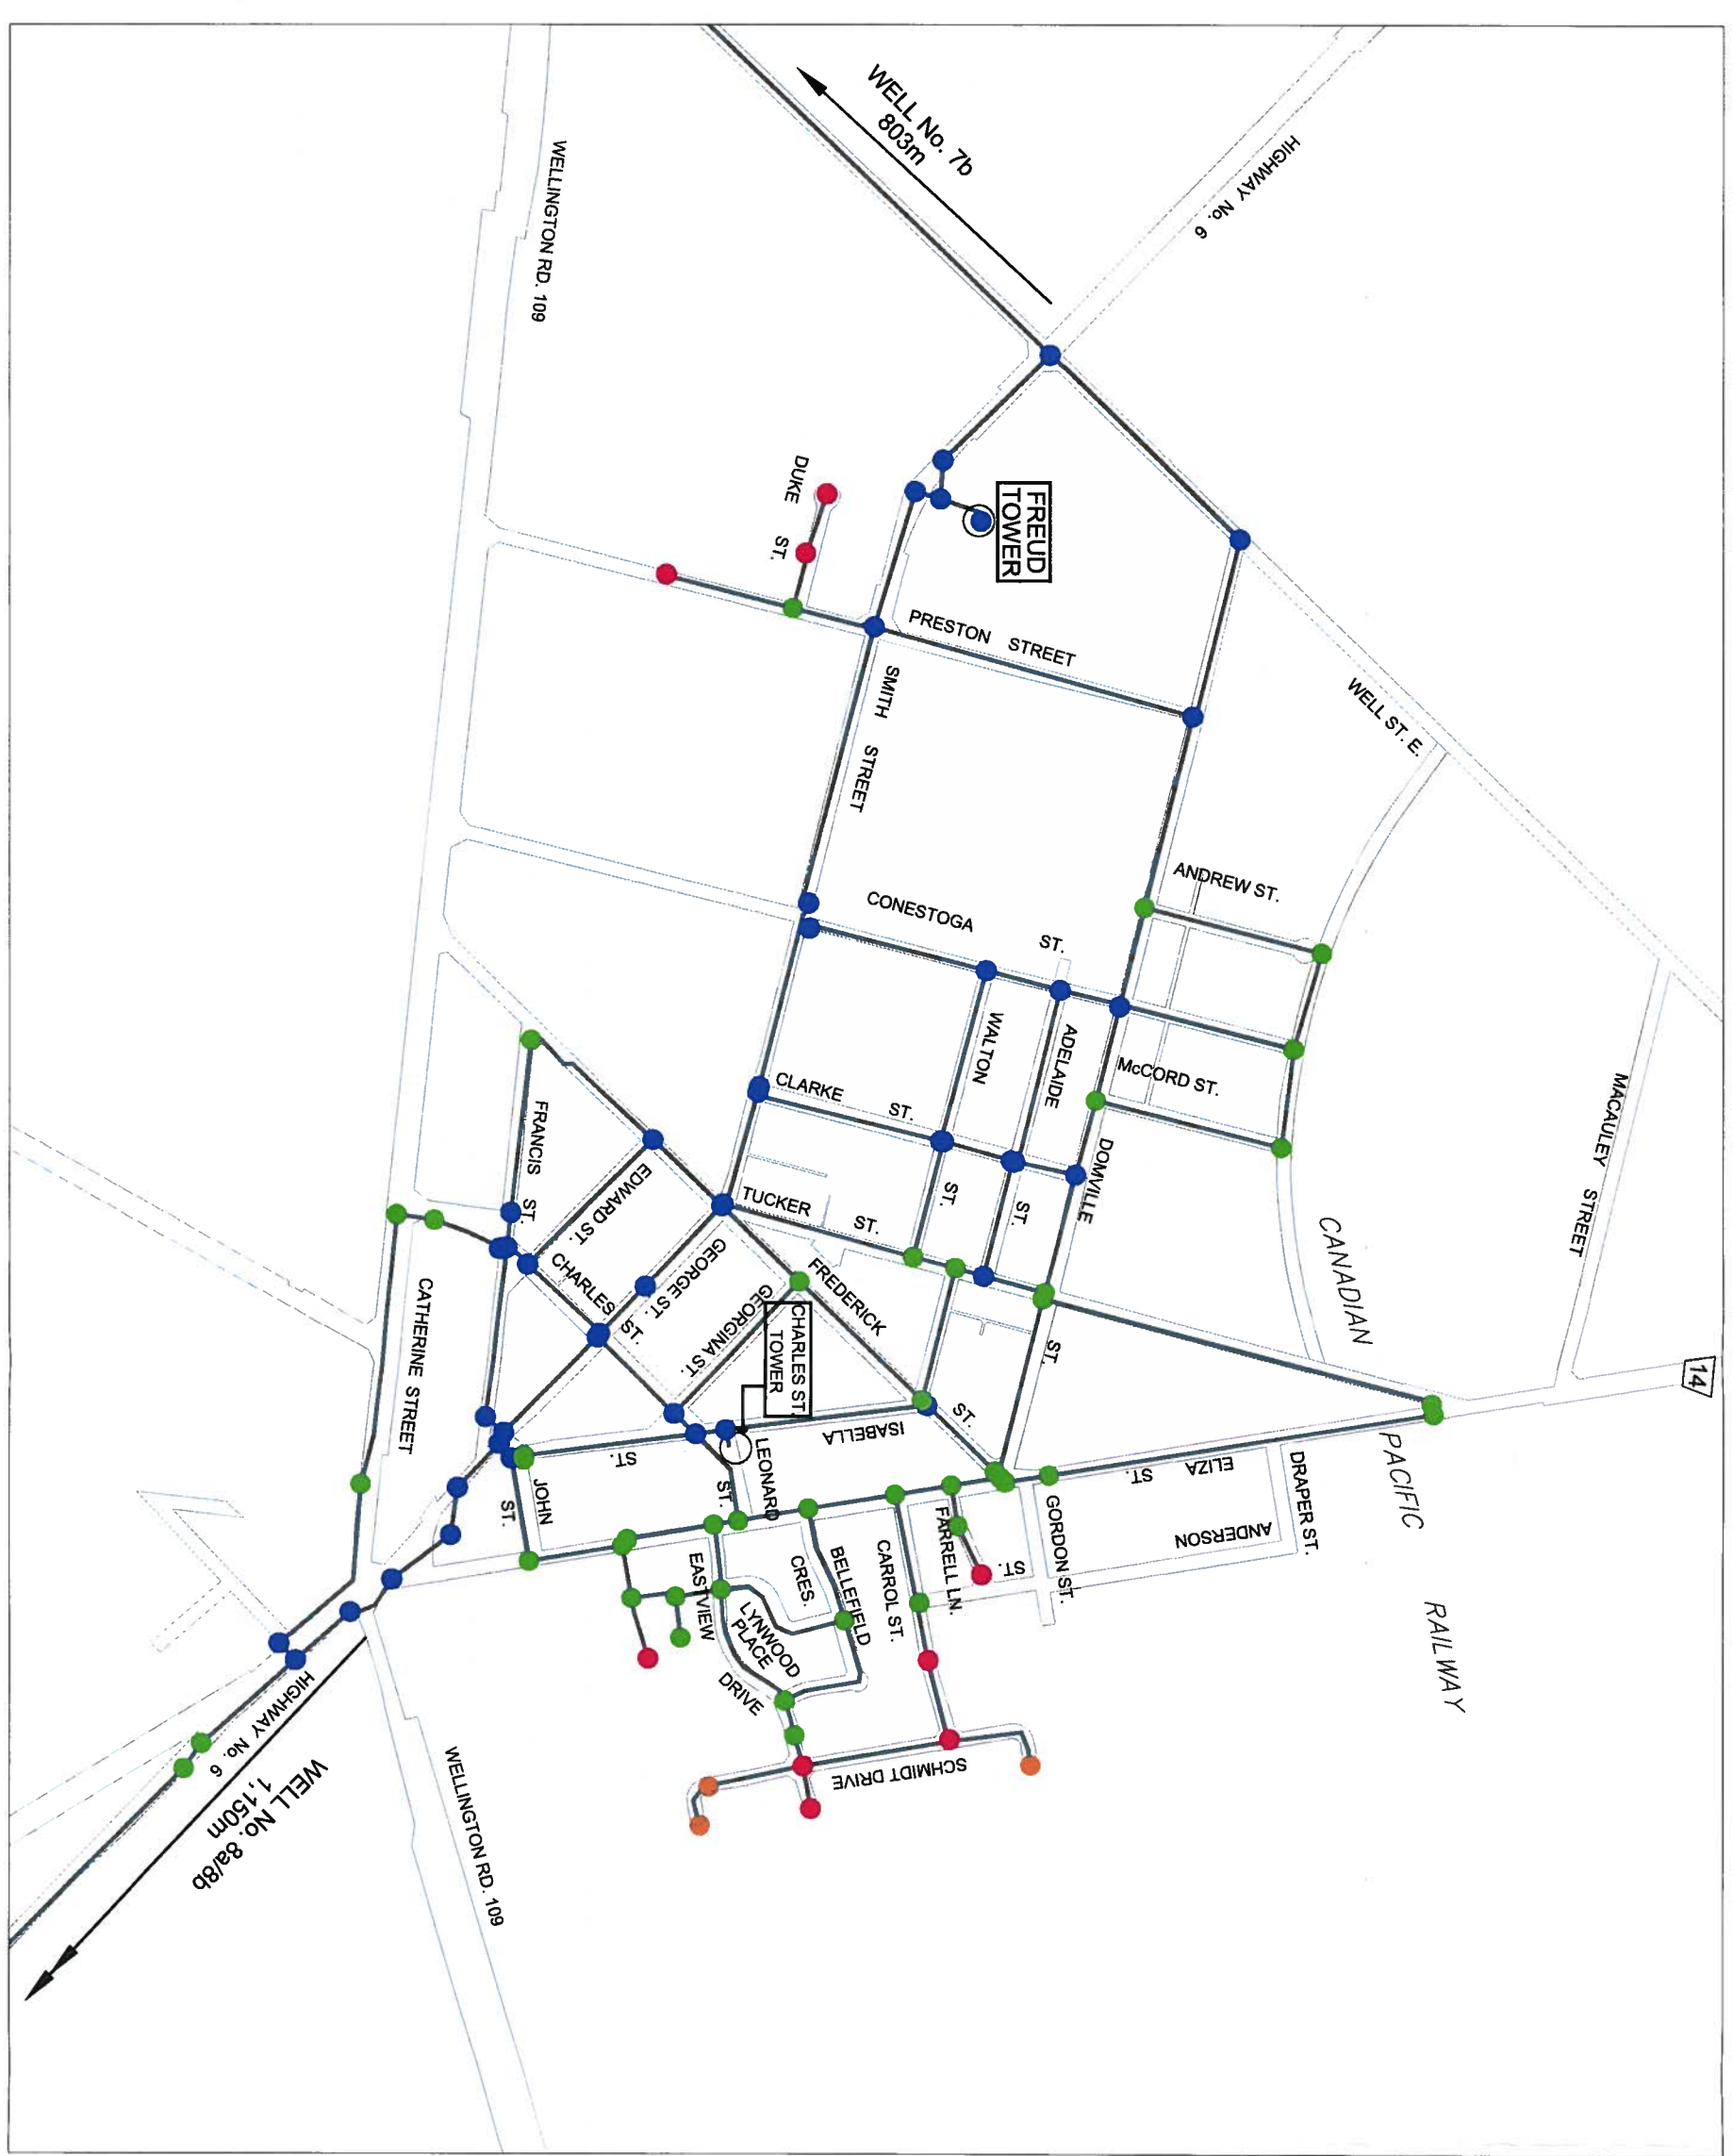 WELL No. 7b
803m
HIGHWAY No. 6
WELLINGTON RD. 109
FREUD
TOWER
DUKE ST.
PRESTON STREET
SMITH STREET
WELL ST. E.
ANDREW ST.
CONESTOGA ST.
WALTON ST.
ADELAIDE ST.
McCORD ST.
MACAULEY STREET
CLARKE ST.
DOMVILLE ST.
FRANCIS ST.
EDWARD ST.
TUCKER ST.
CHARLES ST.
GEORGE ST.
GEORGINA ST.
FREDERICK ST.
CHARLES ST.
TOWER
CANADIAN PACIFIC RAILWAY
14
CATHERINE STREET
ISABELLA ST.
LEONARD ST.
JOHN ST.
ELIZA ST.
DRAPER ST.
GORDON ST.
ANDERSON ST.
FARRELL LN.
CARROL ST.
BELLEFIELD CRES.
EASTVIEW DRIVE
LYNWOOD
PLACE
SCHMIDT DRIVE
HIGHWAY No. 6
WELL No. 8a/8b
1,150m
WELLINGTON RD. 109